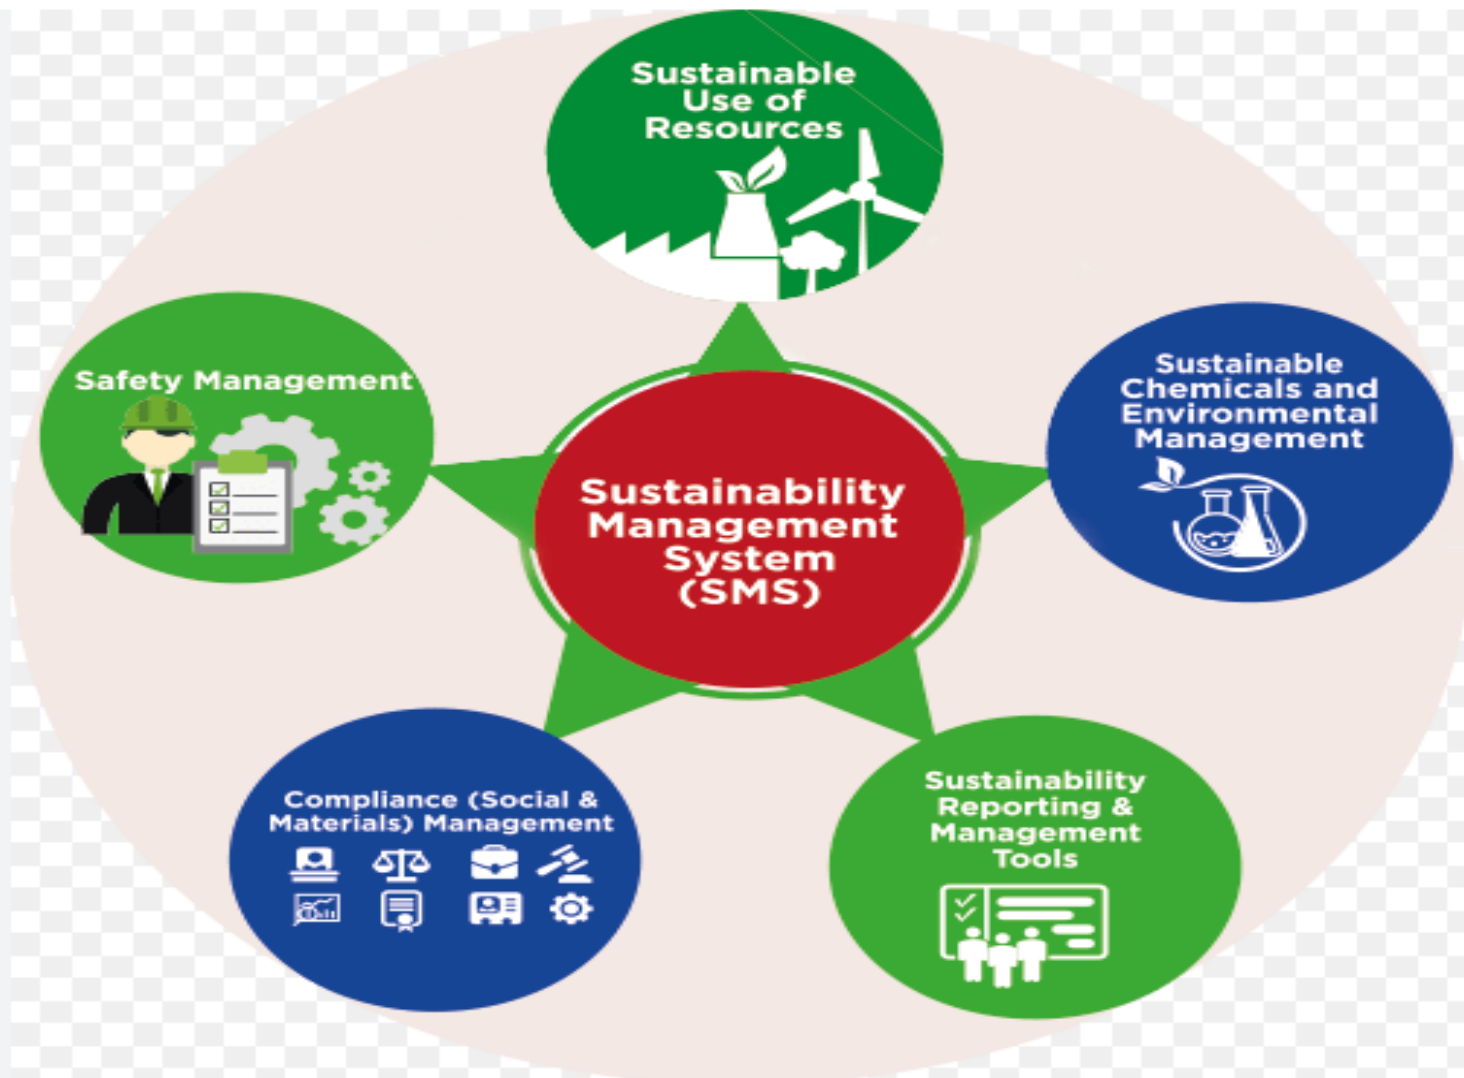 Sustainable
Use of
Resources
Safety Management
Sustainable
Chemicals and
Environmental
Management
Sustainability
Management
System
(SMS)
Compliance (Social &
Materials) Management
Sustainability
Reporting &
Management
Tools